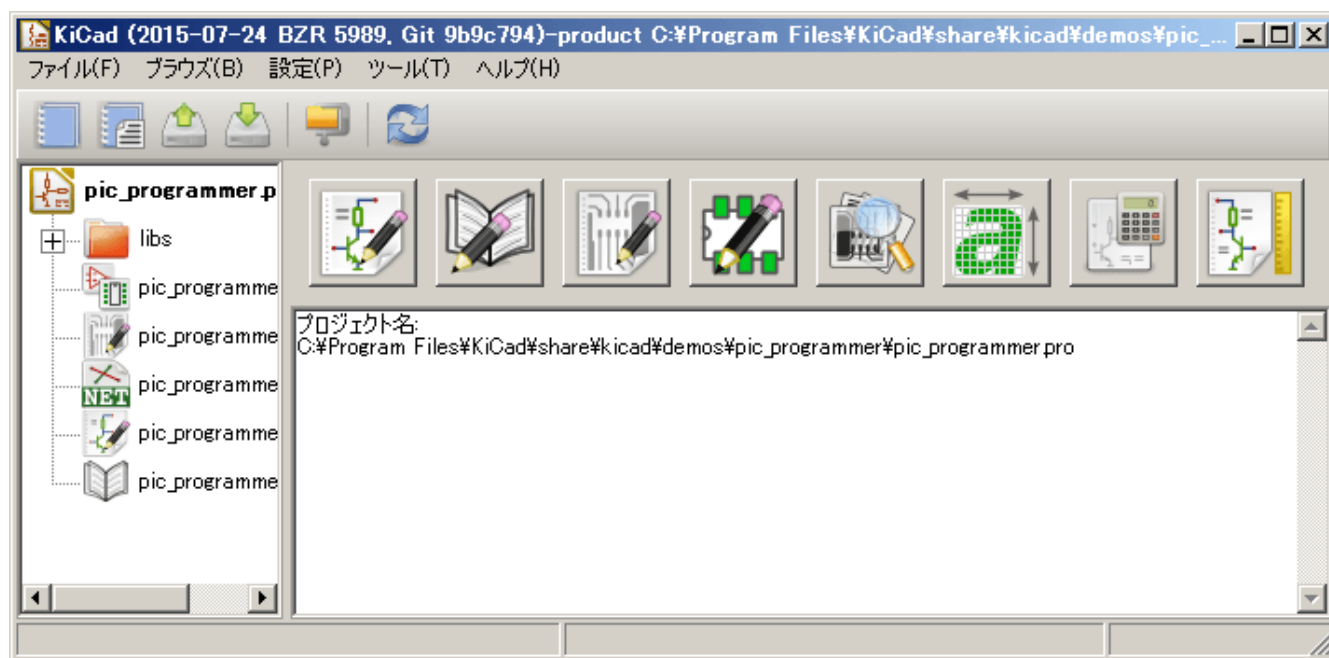 KiCad (2015-07-24 BZR 5989, Git 9b9c794)-product C:¥Program Files¥KiCad¥share¥kicad¥demos¥pic_...
ファイル(F) ブラウズ(B) 設定(P) ツール(T) ヘルプ(H)
pic_programmer.p
libs
pic_programme
pic_programme
NET pic_programme
pic_programme
pic_programme
プロジェクト名:
C:¥Program Files¥KiCad¥share¥kicad¥demos¥pic_programmer¥pic_programmer.pro
a